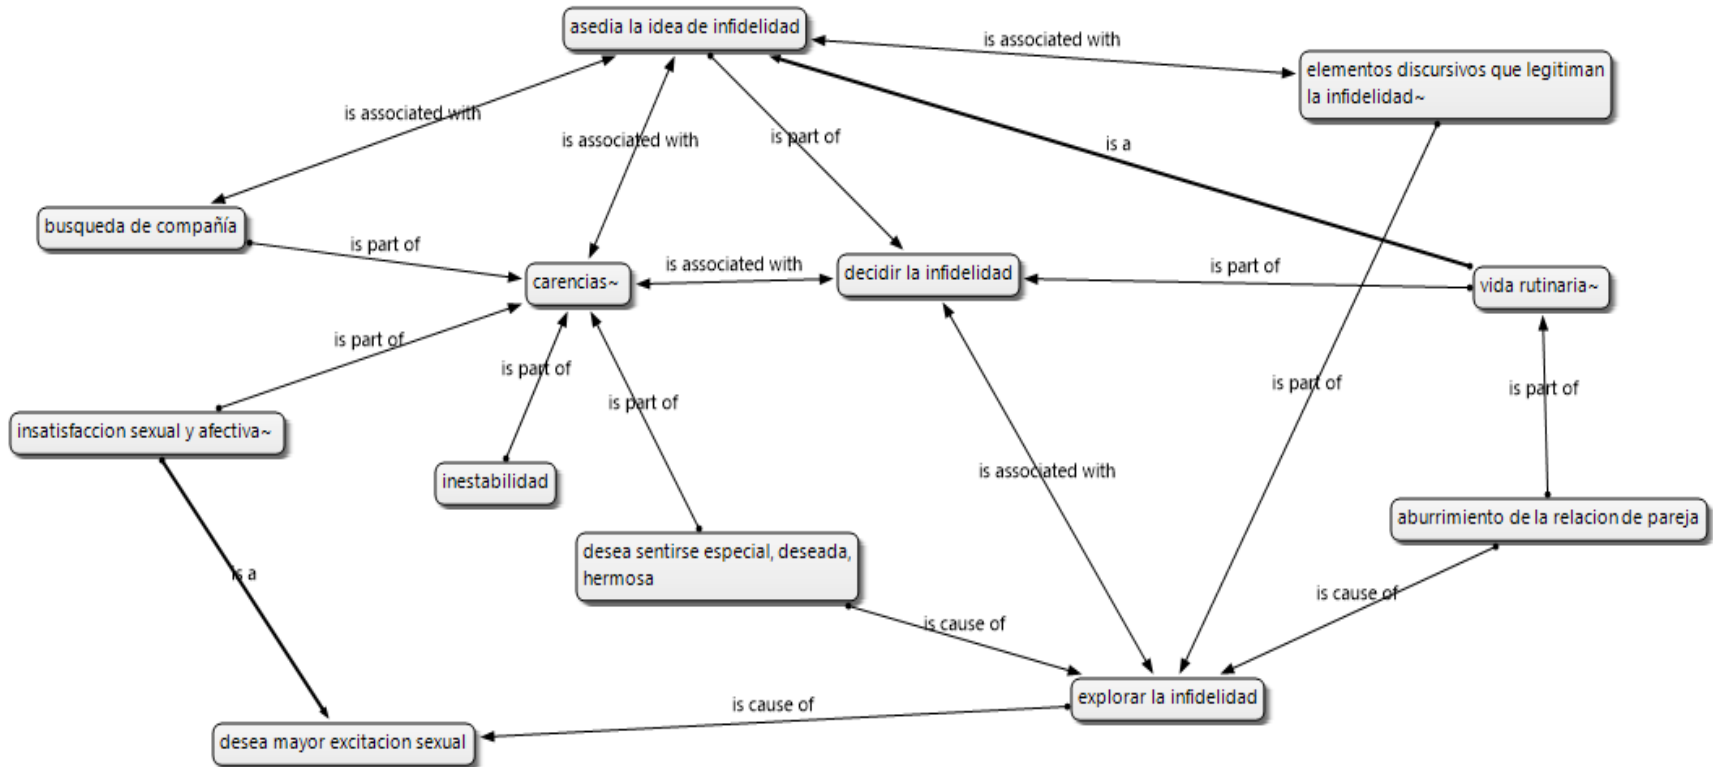 asedia la idea de infidelidad
is associated with
elementos discursivos que legitiman
la infidelidad~
is associated with
is associated with
is part of
is a
busqueda de compañía
is part of
carencias~
is associated with
decidir la infidelidad
is part of
vida rutinaria~
is part of
is part of
is part of
is part of
is part of
insatisfaccion sexual y afectiva~
inestabilidad
is associated with
aburrimiento de la relacion de pareja
desea sentirse especial, deseada,
hermosa
is a
is cause of
is cause of
explorar la infidelidad
is cause of
desea mayor excitacion sexual